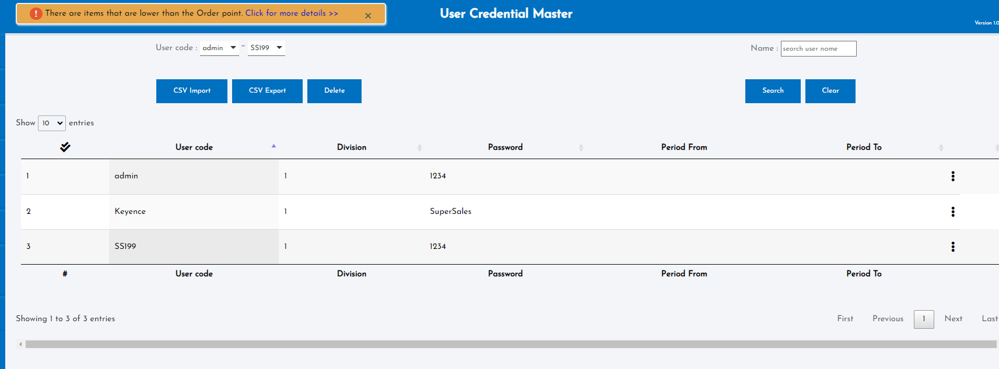 There are items that are lower than the Order point. Click for more details >>
User Credential Master
Version 1.0
User code : admin ~ SS199
Name : search user name
CSV Import CSV Export Delete
Search Clear
Show 10 entries
User code Division Password Period From Period To
1 admin 1 1234
2 Keyence 1 SuperSales
3 SS199 1 1234
# User code Division Password Period From Period To
Showing 1 to 3 of 3 entries
First Previous 1 Next Last